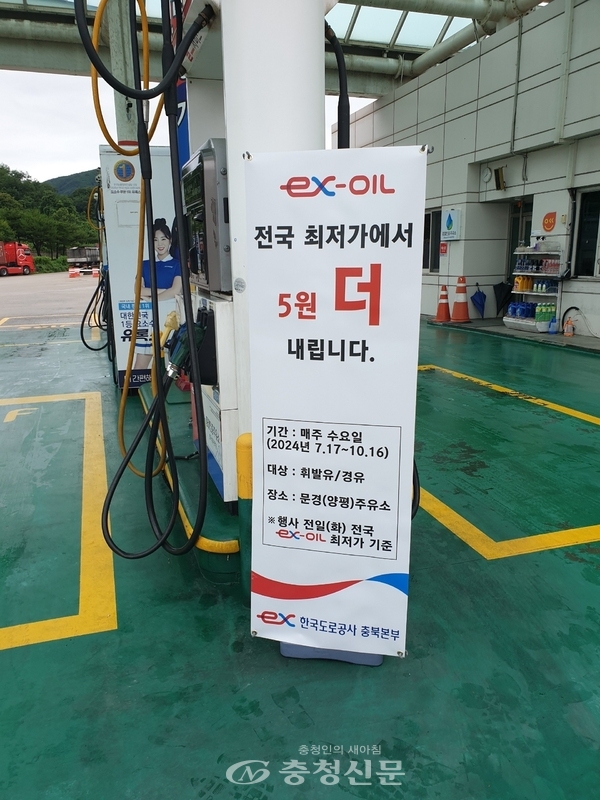 ex-OIL
전국 최저가에서
5원 더
내립니다.
기간 : 매주 수요일
(2024년 7.17~10.16)
대상 : 휘발유/경유
장소 : 문경(양평)주유소
※행사 전일(화) 전국
ex-OIL 최저가 기준
ex 한국도로공사 충북본부
대한민국
충청인의 새아침
충청신문